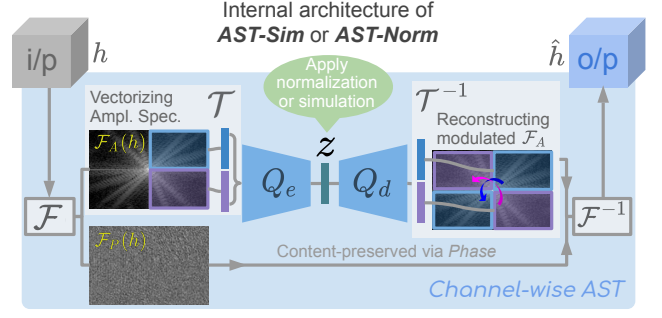 Internal architecture of
AST-Sim or AST-Norm
i/p
h
ĥ
o/p
Apply
normalization
or simulation
Vectorizing
Ampl. Spec.
𝒯
𝒯⁻¹
Reconstructing
modulated ℱ_A
ℱ_A(h)
z
Q_e
Q_d
ℱ
ℱ⁻¹
ℱ_P(h)
Content-preserved via Phase
Channel-wise AST